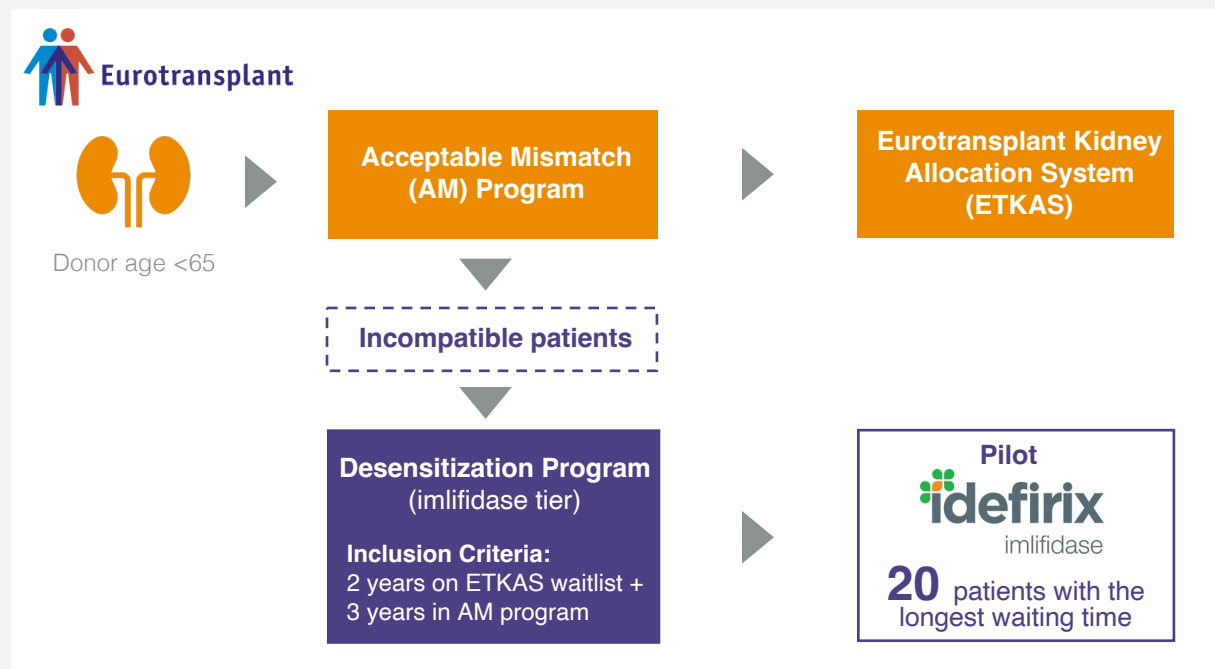 Eurotransplant
Donor age <65
Acceptable Mismatch
(AM) Program
Eurotransplant Kidney
Allocation System
(ETKAS)
Incompatible patients
Desensitization Program
(imlifidase tier)
Inclusion Criteria:
2 years on ETKAS waitlist +
3 years in AM program
Pilot
idefirix
imlifidase
20 patients with the
longest waiting time